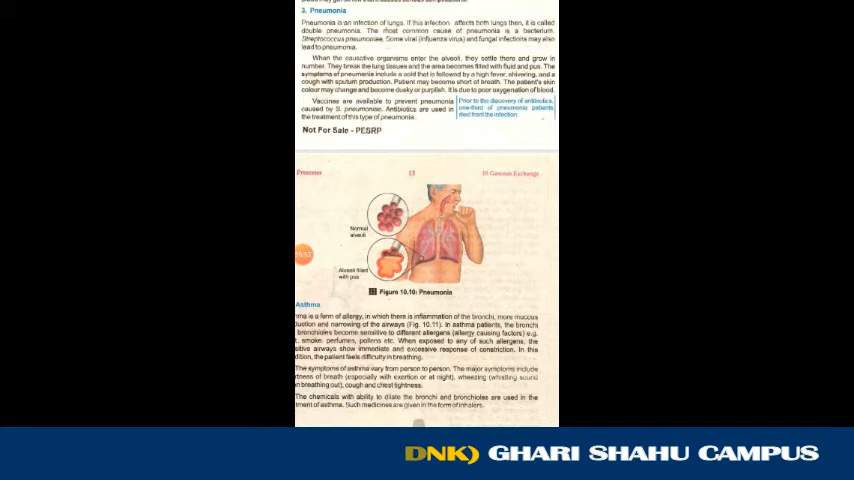 3. Pneumonia
Pneumonia is an infection of lungs. If this infection affects both lungs then, it is called
double pneumonia. The most common cause of pneumonia is a bacterium,
Streptococcus pneumoniae. Some viral (influenza virus) and fungal infections may also
lead to pneumonia.
When the causative organisms enter the alveoli, they settle there and grow in
number. They break the lung tissues and the area becomes filled with fluid and pus. The
symptoms of pneumonia include a cold that is followed by a high fever, shivering, and a
cough with sputum production. Patient may become short of breath. The patient's skin
colour may change and become dusky or purplish. It is due to poor oxygenation of blood.
Vaccines are available to prevent pneumonia
caused by S. pneumoniae. Antibiotics are used in
the treatment of this type of pneumonia.
Prior to the discovery of antibiotics,
one-third of pneumonia patients
died from the infection.
Not For Sale - PESRP
13
10 Gaseous Exchange
Normal
alveoli
Alveoli filled
with pus
Figure 10.10: Pneumonia
Asthma
is a form of allergy, in which there is inflammation of the bronchi, more mucous
and narrowing of the airways (Fig. 10.11). In asthma patients, the bronchi
bronchioles become sensitive to different allergens (allergy causing factors) e.g.
smoke, perfumes, pollens etc. When exposed to any of such allergens, the
airways show immediate and excessive response of constriction. In this
the patient feels difficulty in breathing.
The symptoms of asthma vary from person to person. The major symptoms include
of breath (especially with exertion or at night), wheezing (whistling sound
breathing out), cough and chest tightness.
The chemicals with ability to dilate the bronchi and bronchioles are used in the
of asthma. Such medicines are given in the form of inhalers.
DNK) GHARI SHAHU CAMPUS